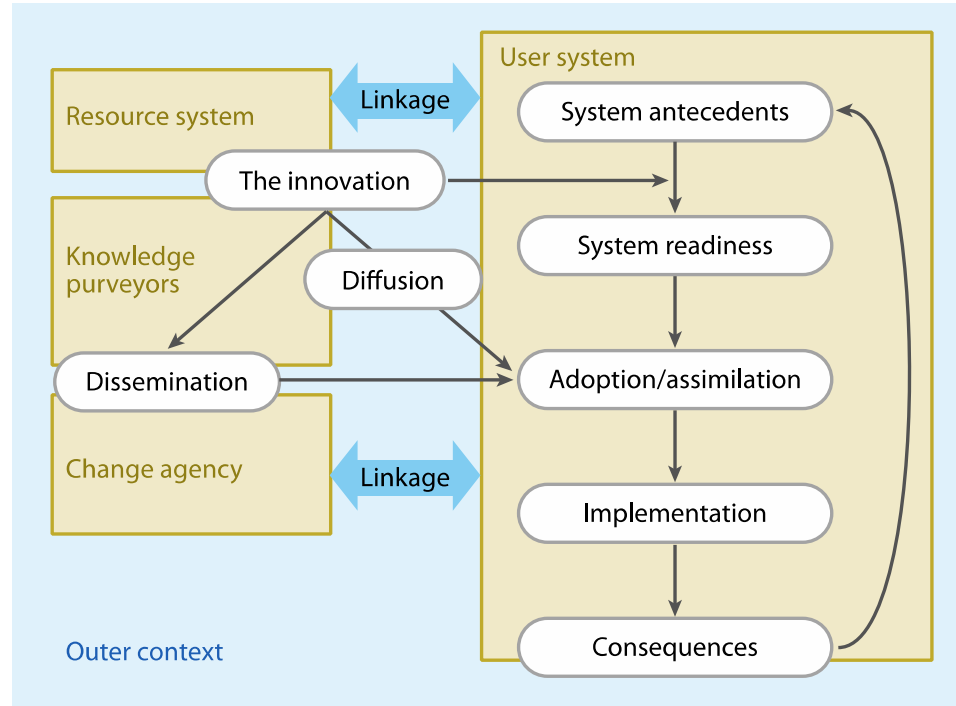 User system
Resource system
Linkage
System antecedents
The innovation
Knowledge
purveyors
System readiness
Diffusion
Dissemination
Adoption/assimilation
Change agency
Linkage
Implementation
Outer context
Consequences